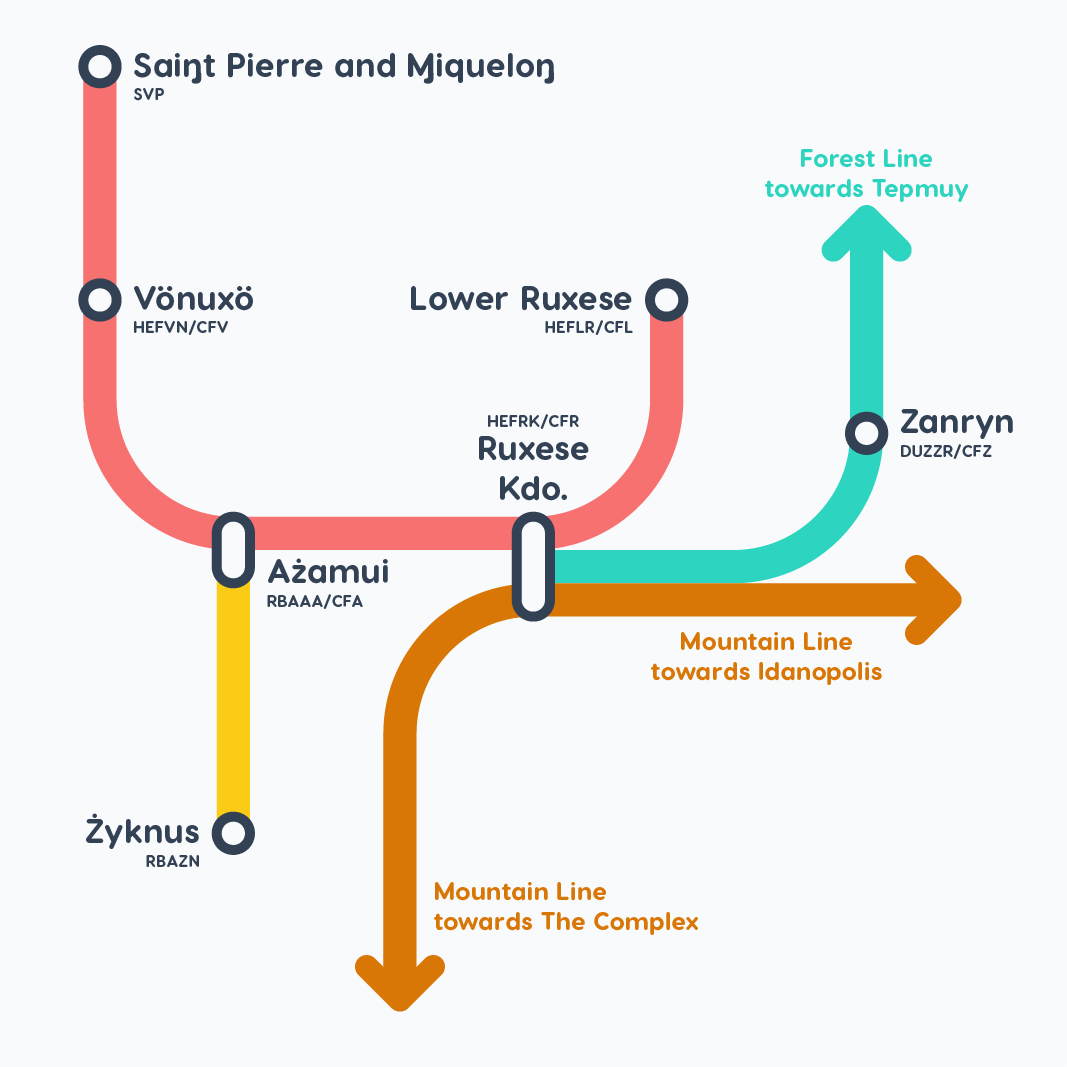 Saiŋt Pierre and Miqueloŋ
SVP
Forest Line
towards Tepmuy
Vönuxö
HEFVN/CFV
Lower Ruxese
HEFLR/CFL
HEFRK/CFR
Ruxese
Kdo.
Zanryn
DUZZR/CFZ
Ażamui
RBAAA/CFA
Mountain Line
towards Idanopolis
Żyknus
RBAZN
Mountain Line
towards The Complex